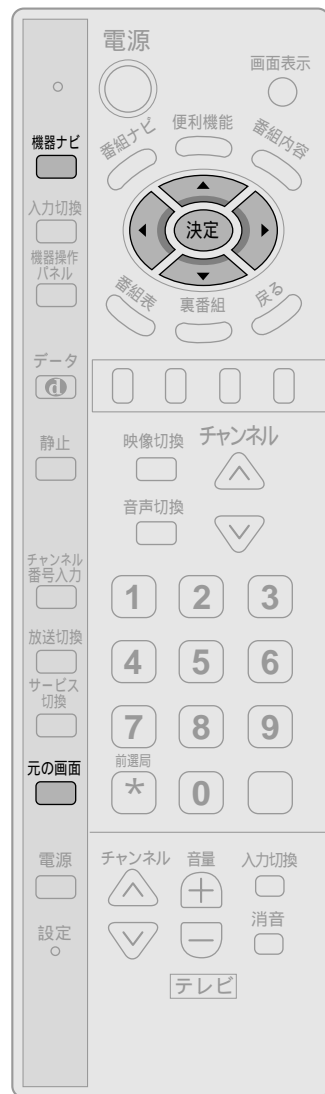 電源
画面表示
機器ナビ
番組ナビ
便利機能
番組内容
入力切換
決定
機器操作
パネル
番組表
裏番組
戻る
データ
d
静止
映像切換
チャンネル
音声切換
チャンネル
番号入力
1 2 3
放送切換
4 5 6
サービス
切換
7 8 9
元の画面
前選局
* 0
電源
チャンネル
音量
入力切換
+
設定
消音
−
テレビ